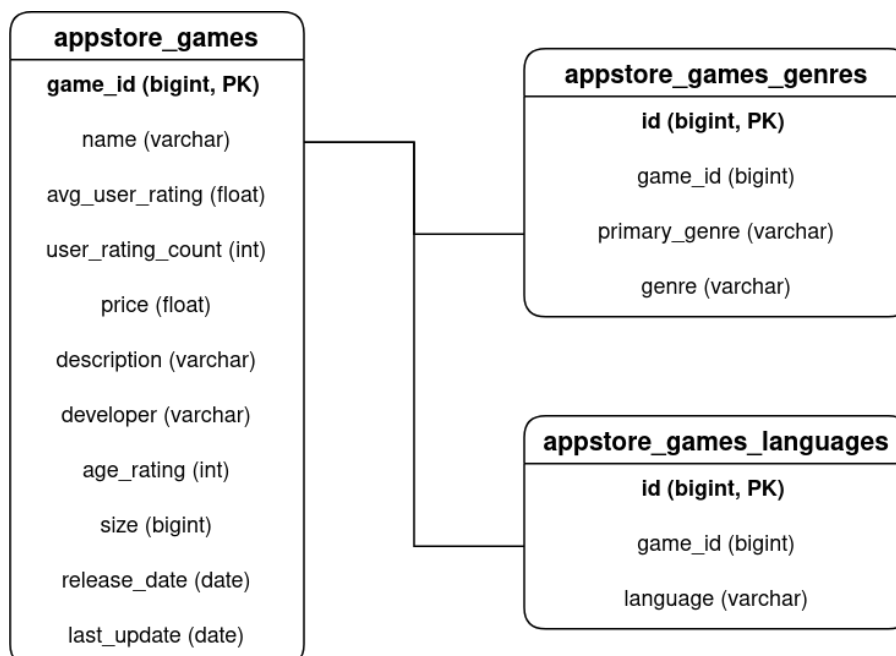 appstore_games
game_id (bigint, PK)
name (varchar)
avg_user_rating (float)
user_rating_count (int)
price (float)
description (varchar)
developer (varchar)
age_rating (int)
size (bigint)
release_date (date)
last_update (date)
appstore_games_genres
id (bigint, PK)
game_id (bigint)
primary_genre (varchar)
genre (varchar)
appstore_games_languages
id (bigint, PK)
game_id (bigint)
language (varchar)